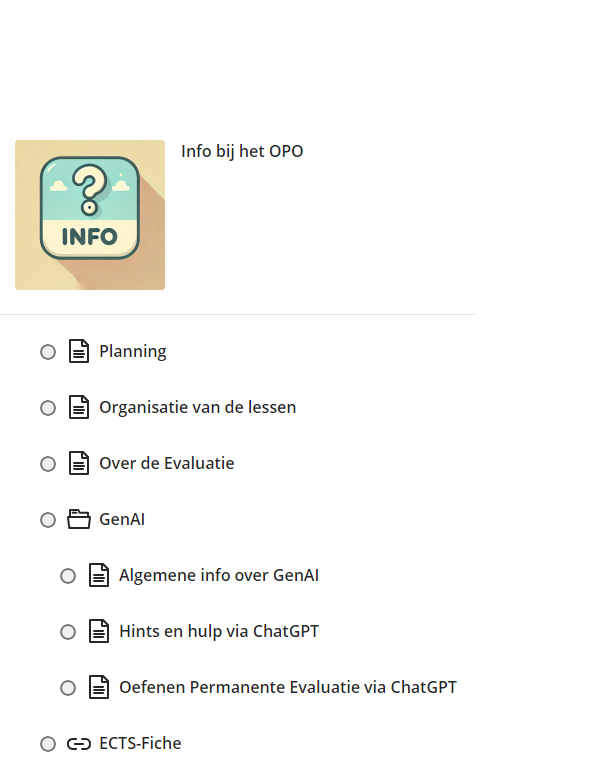 Info bij het OPO
INFO
Planning
Organisatie van de lessen
Over de Evaluatie
GenAI
Algemene info over GenAI
Hints en hulp via ChatGPT
Oefenen Permanente Evaluatie via ChatGPT
ECTS-Fiche